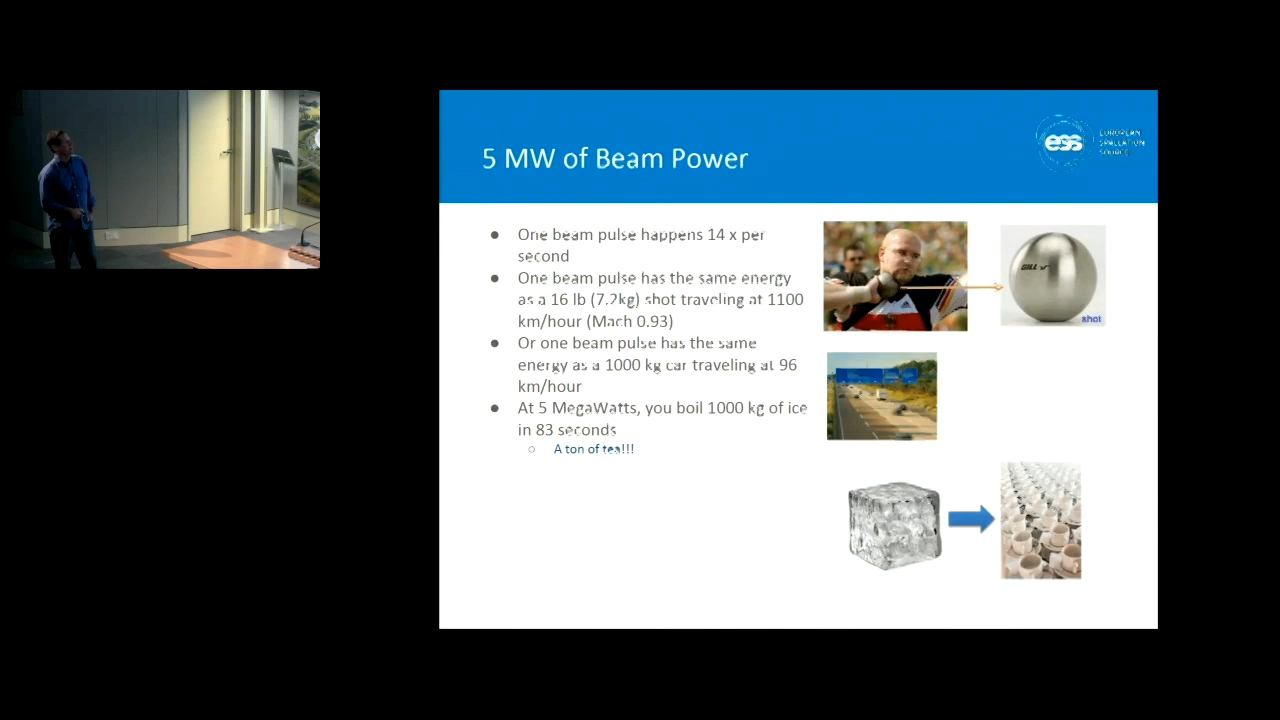 5 MW of Beam Power
ess
EUROPEAN
SPALLATION
SOURCE
● One beam pulse happens 14 x per
second
● One beam pulse has the same energy
as a 16 lb (7.2kg) shot traveling at 1100
km/hour (Mach 0.93)
● Or one beam pulse has the same
energy as a 1000 kg car traveling at 96
km/hour
● At 5 MegaWatts, you boil 1000 kg of ice
in 83 seconds
○ A ton of tea!!!
GILL
shot